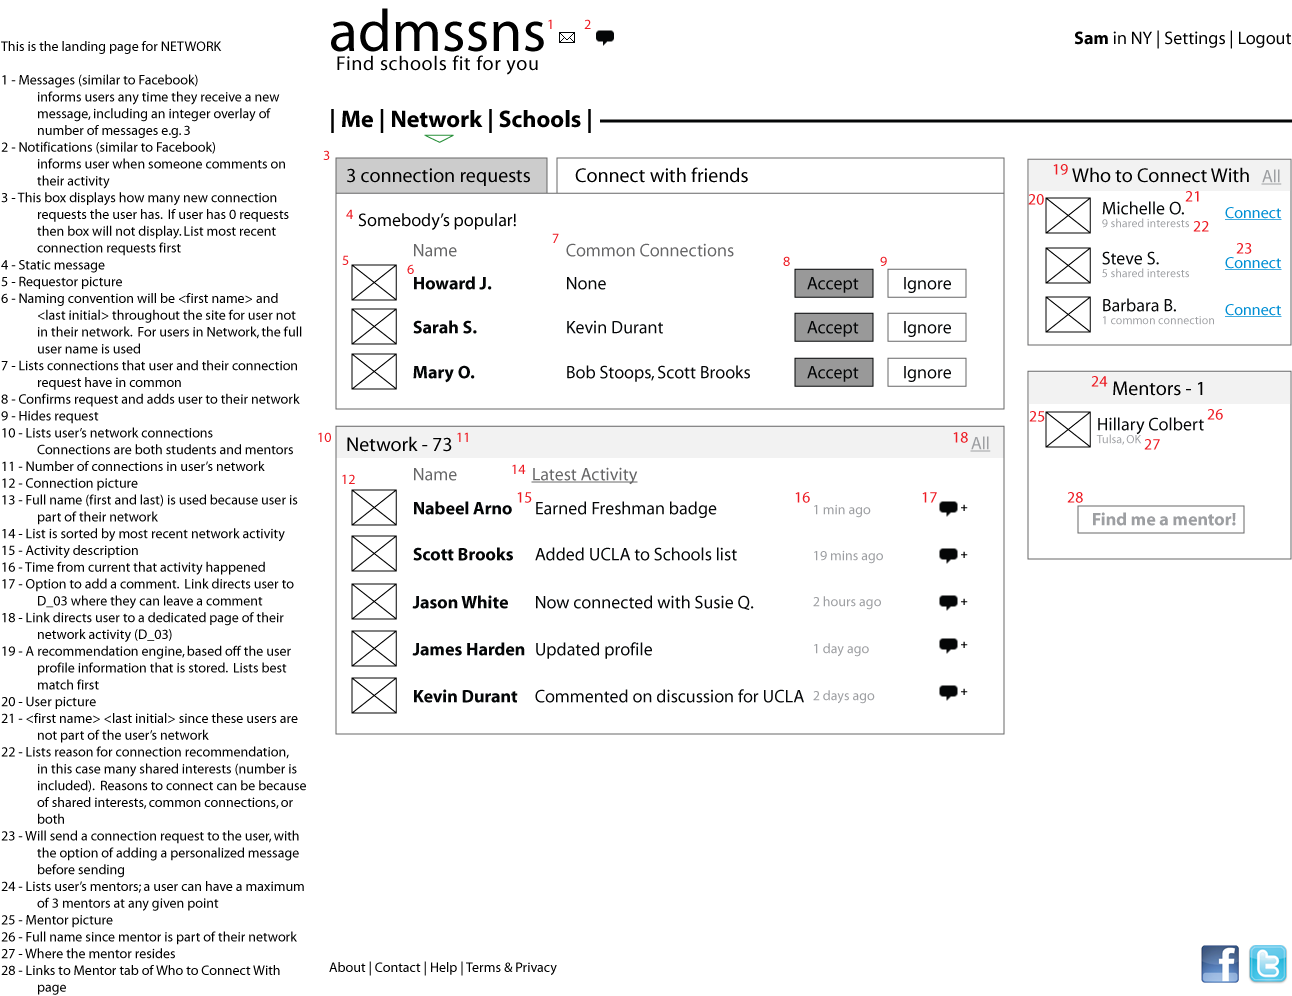 This is the landing page for NETWORK
1 - Messages (similar to Facebook)
informs users any time they receive a new
message, including an integer overlay of
number of messages e.g. 3
2 - Notifications (similar to Facebook)
informs user when someone comments on
their activity
3 - This box displays how many new connection
requests the user has. If user has 0 requests
then box will not display. List most recent
connection requests first
4 - Static message
5 - Requestor picture
6 - Naming convention will be <first name> and
<last initial> throughout the site for user not
in their network. For users in Network, the full
user name is used
7 - Lists connections that user and their connection
request have in common
8 - Confirms request and adds user to their network
9 - Hides request
10 - Lists user's network connections
Connections are both students and mentors
11 - Number of connections in user's network
12 - Connection picture
13 - Full name (first and last) is used because user is
part of their network
14 - List is sorted by most recent network activity
15 - Activity description
16 - Time from current that activity happened
17 - Option to add a comment. Link directs user to
D_03 where they can leave a comment
18 - Link directs user to a dedicated page of their
network activity (D_03)
19 - A recommendation engine, based off the user
profile information that is stored. Lists best
match first
20 - User picture
21 - <first name> <last initial> since these users are
not part of the user's network
22 - Lists reason for connection recommendation,
in this case many shared interests (number is
included). Reasons to connect can be because
of shared interests, common connections, or
both
23 - Will send a connection request to the user, with
the option of adding a personalized message
before sending
24 - Lists user's mentors; a user can have a maximum
of 3 mentors at any given point
25 - Mentor picture
26 - Full name since mentor is part of their network
27 - Where the mentor resides
28 - Links to Mentor tab of Who to Connect With
page
admssns 1 2
Find schools fit for you
Sam in NY | Settings | Logout
| Me | Network | Schools |
3 3 connection requests Connect with friends
4 Somebody's popular!
Name 7 Common Connections
5 6 Howard J. None 8 Accept 9 Ignore
Sarah S. Kevin Durant Accept Ignore
Mary O. Bob Stoops, Scott Brooks Accept Ignore
10 Network - 73 11 18 All
Name 14 Latest Activity
12 Nabeel Arno 15 Earned Freshman badge 16 1 min ago 17 +
Scott Brooks Added UCLA to Schools list 19 mins ago +
Jason White Now connected with Susie Q. 2 hours ago +
James Harden Updated profile 1 day ago +
Kevin Durant Commented on discussion for UCLA 2 days ago +
19 Who to Connect With All
20 Michelle O. 21 Connect
9 shared interests 22
Steve S. 23 Connect
5 shared interests
Barbara B. Connect
1 common connection
24 Mentors - 1
25 Hillary Colbert 26
Tulsa, OK 27
28 Find me a mentor!
About | Contact | Help | Terms & Privacy
f t